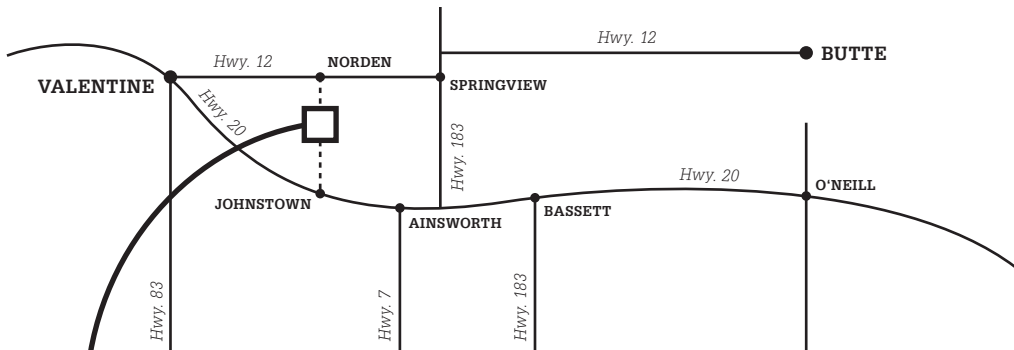 Hwy. 12
BUTTE
Hwy. 12
NORDEN
VALENTINE
SPRINGVIEW
Hwy. 20
Hwy. 183
Hwy. 20
O‘NEILL
JOHNSTOWN
AINSWORTH
BASSETT
Hwy. 83
Hwy. 7
Hwy. 183